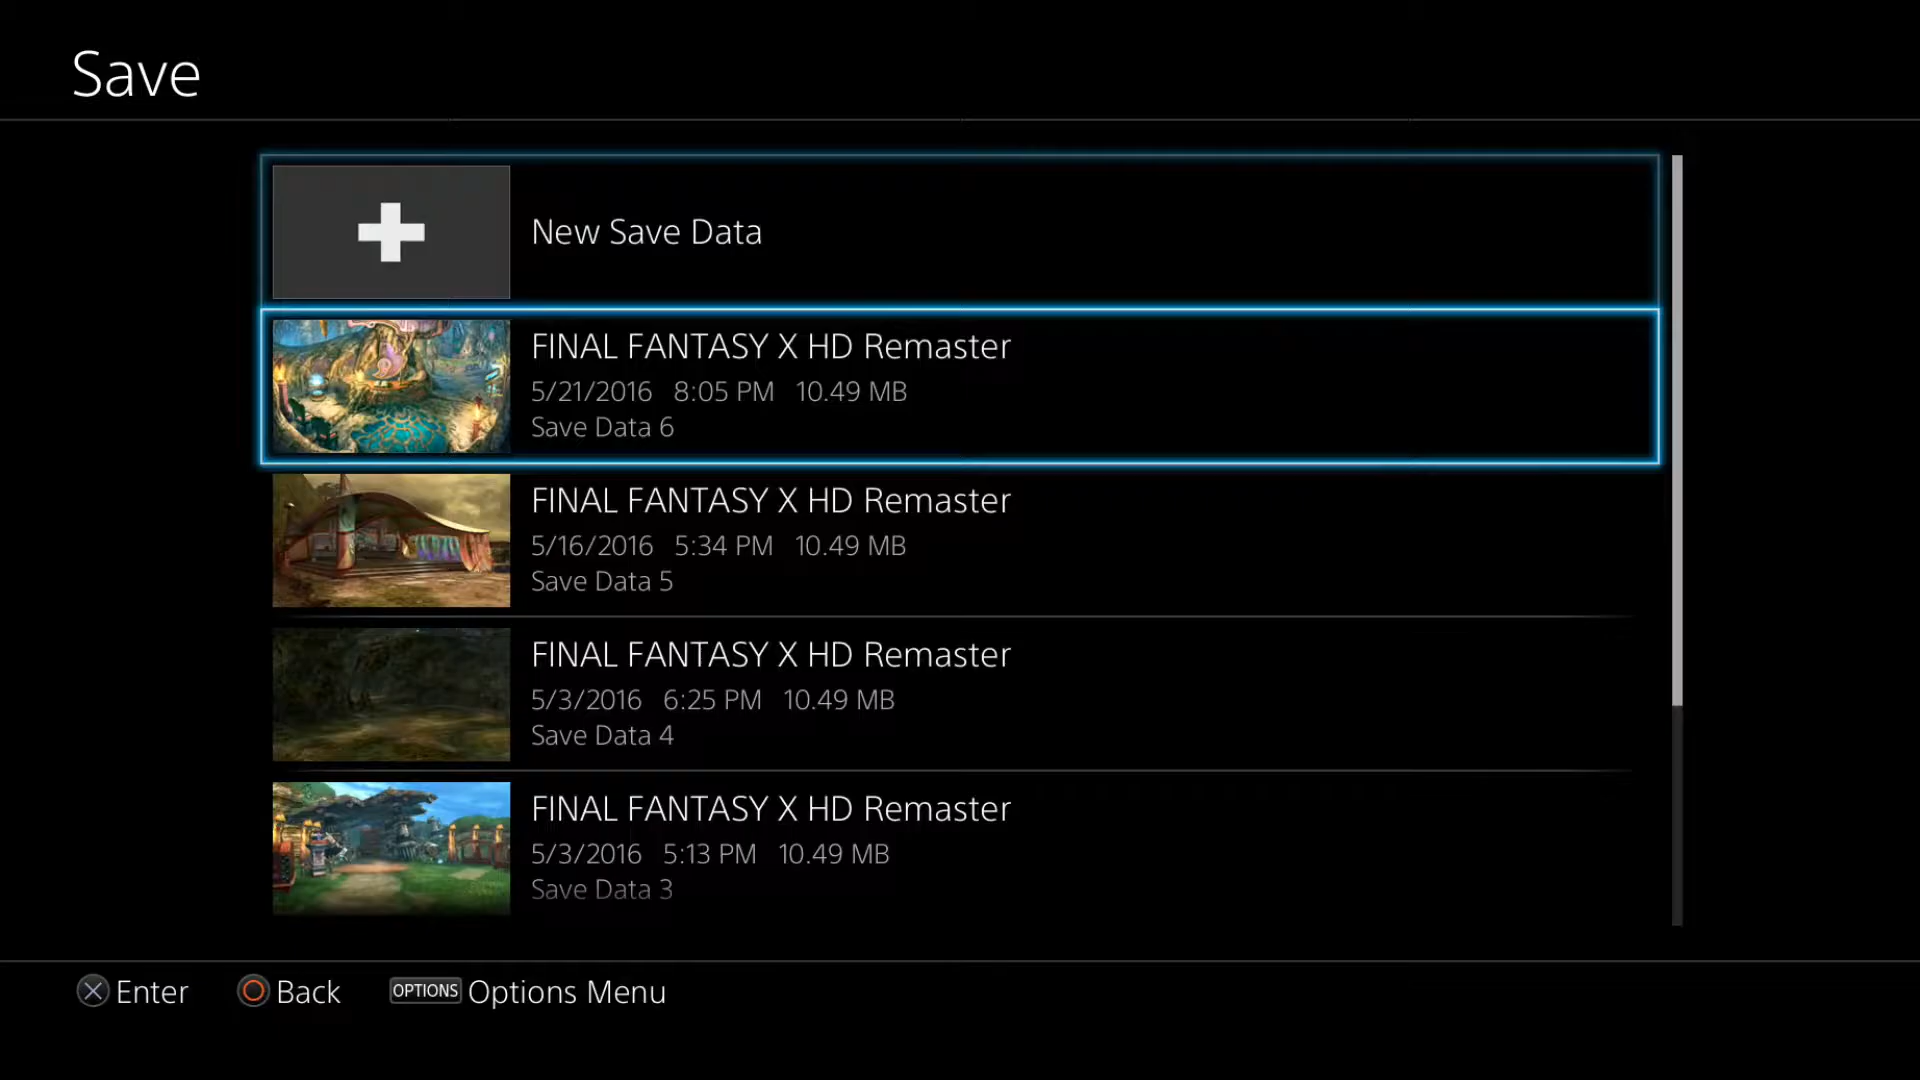 Save
New Save Data
FINAL FANTASY X HD Remaster
5/21/2016 8:05 PM 10.49 MB
Save Data 6
FINAL FANTASY X HD Remaster
5/16/2016 5:34 PM 10.49 MB
Save Data 5
FINAL FANTASY X HD Remaster
5/3/2016 6:25 PM 10.49 MB
Save Data 4
FINAL FANTASY X HD Remaster
5/3/2016 5:13 PM 10.49 MB
Save Data 3
Enter Back OPTIONS Options Menu